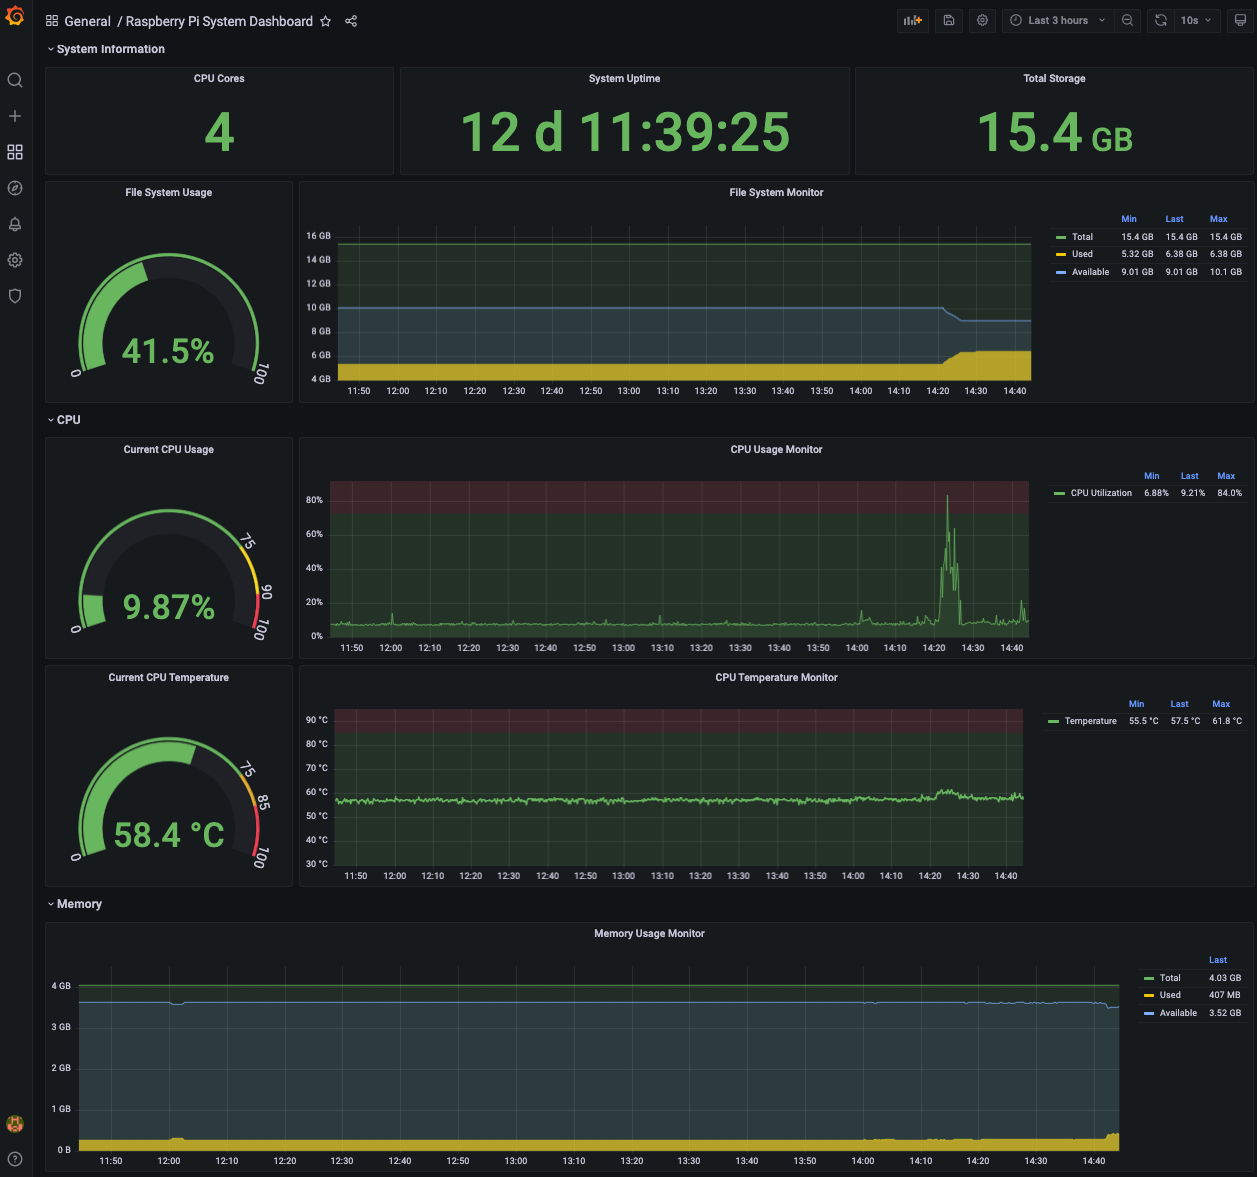 General / Raspberry Pi System Dashboard
Last 3 hours
10s
System Information
CPU Cores
4
System Uptime
12 d 11:39:25
Total Storage
15.4 GB
File System Usage
41.5%
0
100
File System Monitor
16 GB
14 GB
12 GB
10 GB
8 GB
6 GB
4 GB
11:50 12:00 12:10 12:20 12:30 12:40 12:50 13:00 13:10 13:20 13:30 13:40 13:50 14:00 14:10 14:20 14:30 14:40
Min Last Max
Total 15.4 GB 15.4 GB 15.4 GB
Used 5.32 GB 6.38 GB 6.38 GB
Available 9.01 GB 9.01 GB 10.1 GB
CPU
Current CPU Usage
75
90
9.87%
0
100
CPU Usage Monitor
80%
60%
40%
20%
0%
11:50 12:00 12:10 12:20 12:30 12:40 12:50 13:00 13:10 13:20 13:30 13:40 13:50 14:00 14:10 14:20 14:30 14:40
Min Last Max
CPU Utilization 6.88% 9.21% 84.0%
Current CPU Temperature
75
85
58.4 °C
0
100
CPU Temperature Monitor
90 °C
80 °C
70 °C
60 °C
50 °C
40 °C
30 °C
11:50 12:00 12:10 12:20 12:30 12:40 12:50 13:00 13:10 13:20 13:30 13:40 13:50 14:00 14:10 14:20 14:30 14:40
Min Last Max
Temperature 55.5 °C 57.5 °C 61.8 °C
Memory
Memory Usage Monitor
4 GB
3 GB
2 GB
1 GB
0 B
11:50 12:00 12:10 12:20 12:30 12:40 12:50 13:00 13:10 13:20 13:30 13:40 13:50 14:00 14:10 14:20 14:30 14:40
Last
Total 4.03 GB
Used 407 MB
Available 3.52 GB